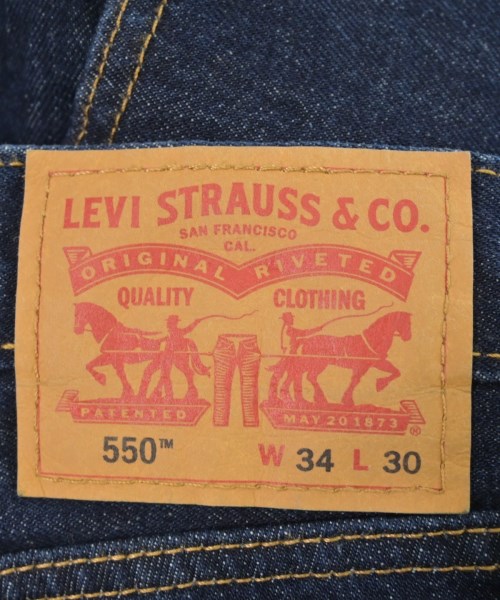 LEVI STRAUSS & CO.
SAN FRANCISCO
CAL.
ORIGINAL RIVETED
QUALITY CLOTHING
PATENTED MAY 20 1873 ®
550™ W 34 L 30